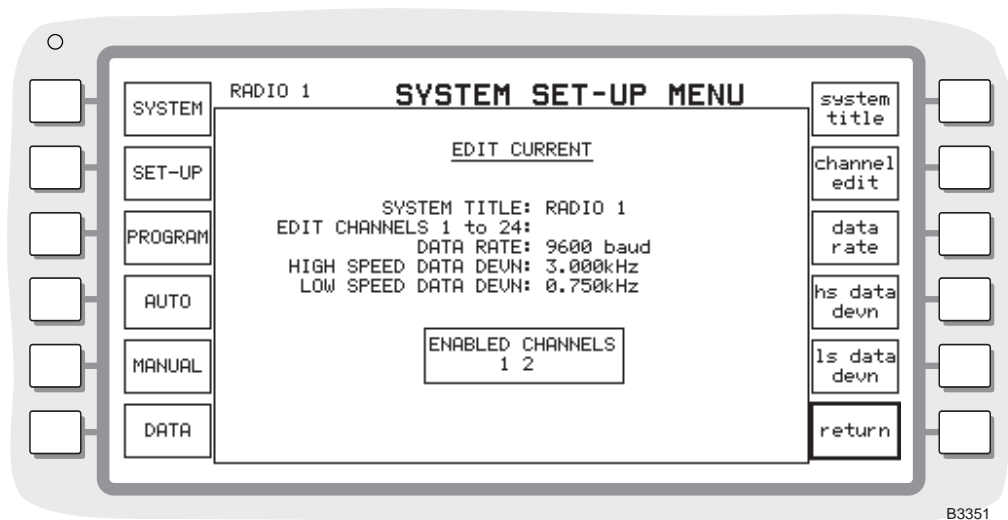 RADIO 1
SYSTEM SET-UP MENU
SYSTEM
SET-UP
PROGRAM
AUTO
MANUAL
DATA
EDIT CURRENT
SYSTEM TITLE: RADIO 1
EDIT CHANNELS 1 to 24:
DATA RATE: 9600 baud
HIGH SPEED DATA DEVN: 3.000kHz
LOW SPEED DATA DEVN: 0.750kHz
ENABLED CHANNELS
1 2
system
title
channel
edit
data
rate
hs data
devn
ls data
devn
return
B3351